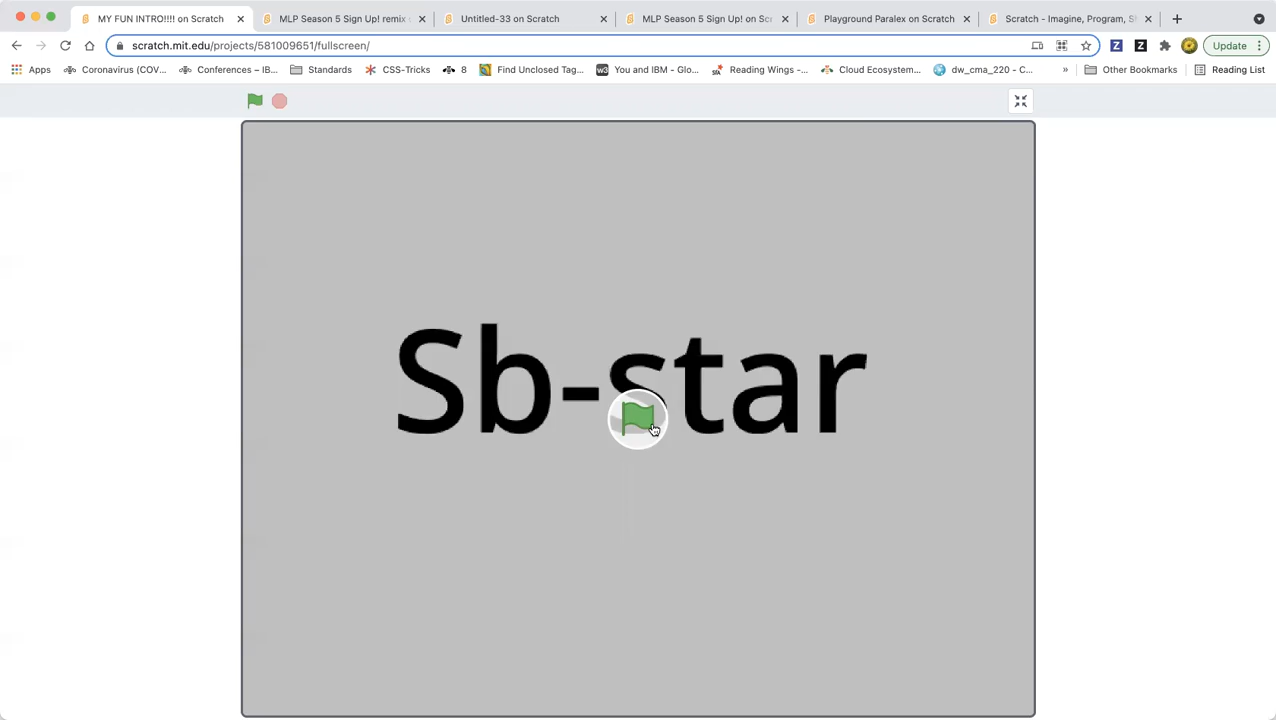 MY FUN INTRO!!!! on Scratch
MLP Season 5 Sign Up! remix
Untitled-33 on Scratch
MLP Season 5 Sign Up! on Sc
Playground Paralex on Scratch
Scratch - Imagine, Program, S
scratch.mit.edu/projects/581009651/fullscreen/
Update
Apps
Coronavirus (COV...
Conferences – IB...
Standards
CSS-Tricks
8
Find Unclosed Tag...
w3 You and IBM - Glo...
Reading Wings -...
Cloud Ecosystem...
dw_cma_220 - C...
»
Other Bookmarks
Reading List
Sb-star